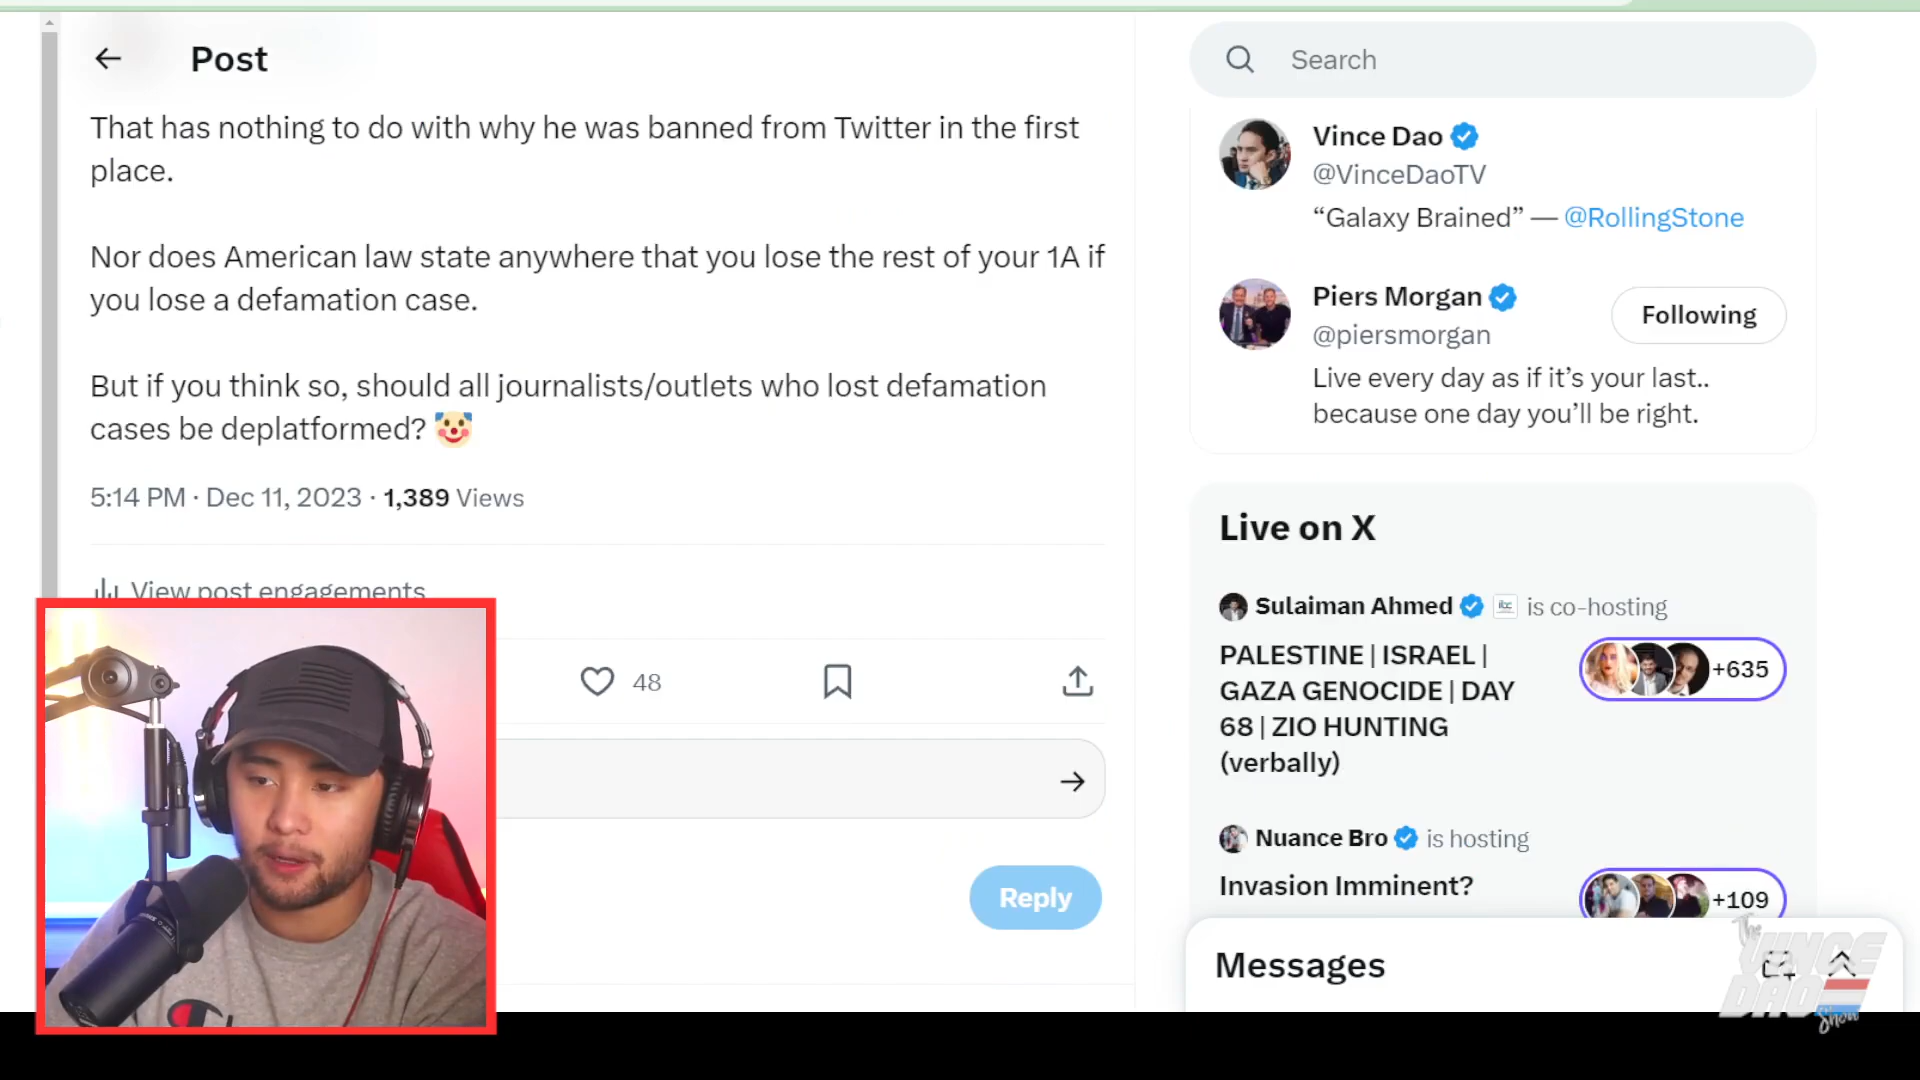 Post
That has nothing to do with why he was banned from Twitter in the first
place.
Nor does American law state anywhere that you lose the rest of your 1A if
you lose a defamation case.
But if you think so, should all journalists/outlets who lost defamation
cases be deplatformed? 🤡
5:14 PM · Dec 11, 2023 · 1,389 Views
View post engagements
48
Reply
Search
Vince Dao
@VinceDaoTV
“Galaxy Brained” — @RollingStone
Piers Morgan
@piersmorgan
Following
Live every day as if it’s your last..
because one day you’ll be right.
Live on X
Sulaiman Ahmed is co-hosting
PALESTINE | ISRAEL |
GAZA GENOCIDE | DAY
68 | ZIO HUNTING
(verbally)
+635
Nuance Bro is hosting
Invasion Imminent?
+109
Messages
The
VINCE
DAO
Show